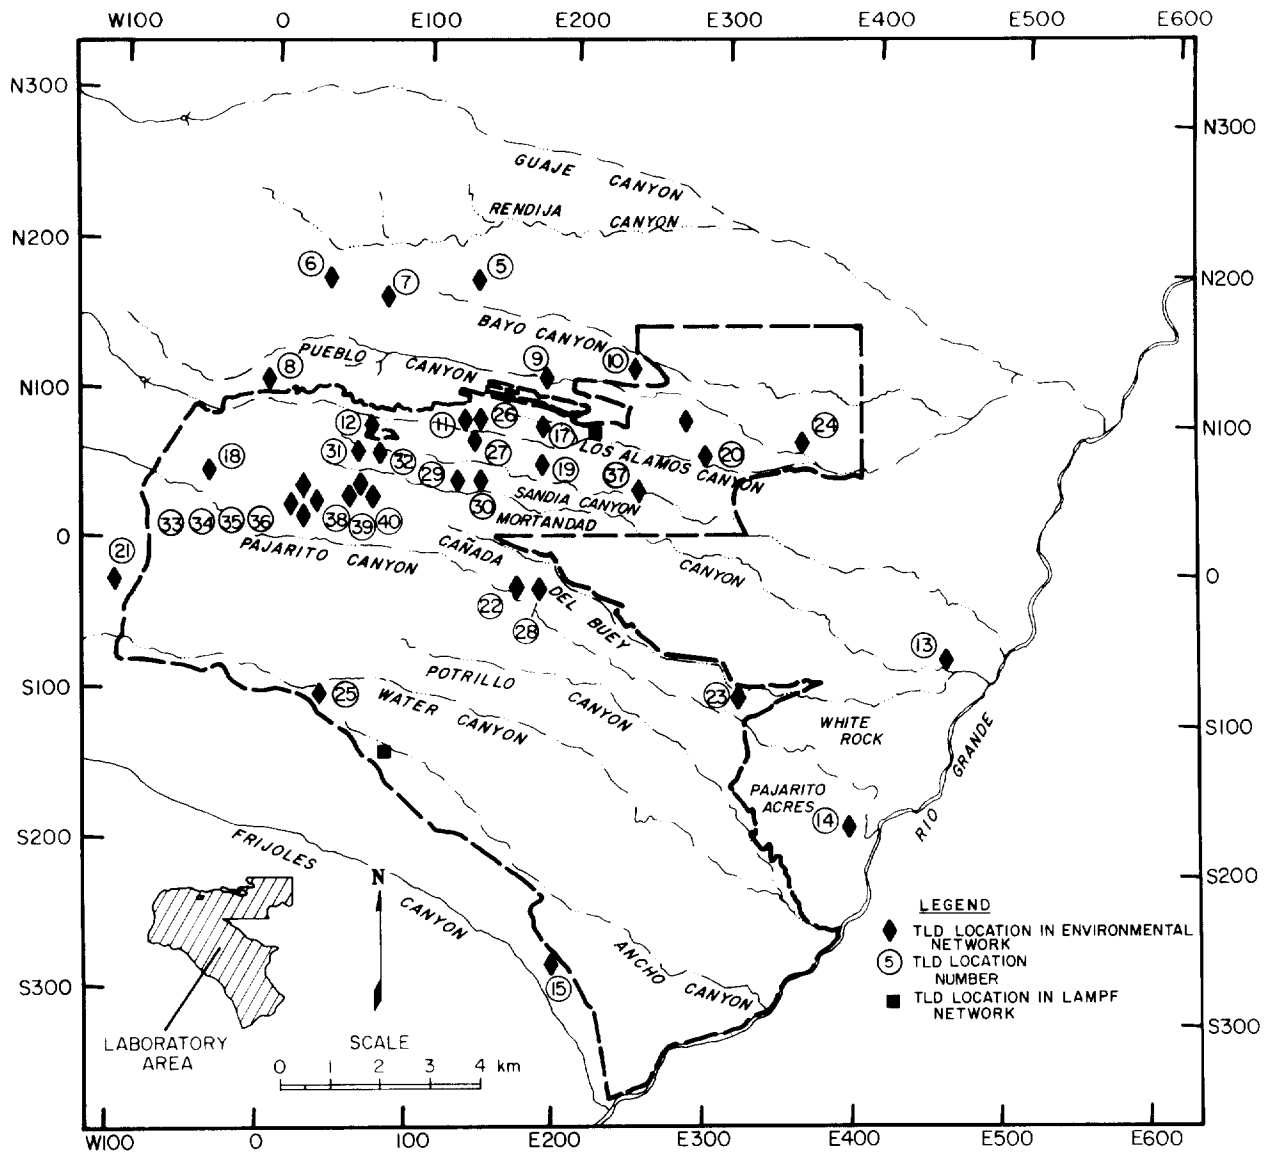 W100 0 E100 E200 E300 E400 E500 E600
N300
N300
GUAJE CANYON
RENDIJA CANYON
N200
N200
6
5
7
BAYO CANYON
PUEBLO CANYON
9
10
8
N100
N100
12
11
26
17
24
LOS ALAMOS CANYON
31
32
27
20
18
29
19
37
SANDIA CANYON
30
MORTANDAD
CANYON
33 34 35 36 38 39 40
0
0
21
PAJARITO CANYON
CAÑADA
DEL BUEY
22
28
13
POTRILLO CANYON
S100
S100
25
WATER CANYON
23
WHITE
ROCK
RIO GRANDE
PAJARITO
ACRES
14
S200
S200
FRIJOLES CANYON
N
ANCHO CANYON
15
S300
S300
LEGEND
TLD LOCATION IN ENVIRONMENTAL
NETWORK
5 TLD LOCATION
NUMBER
TLD LOCATION IN LAMPF
NETWORK
LABORATORY
AREA
SCALE
0 1 2 3 4 km
W100 0 100 E200 E300 E400 E500 E600